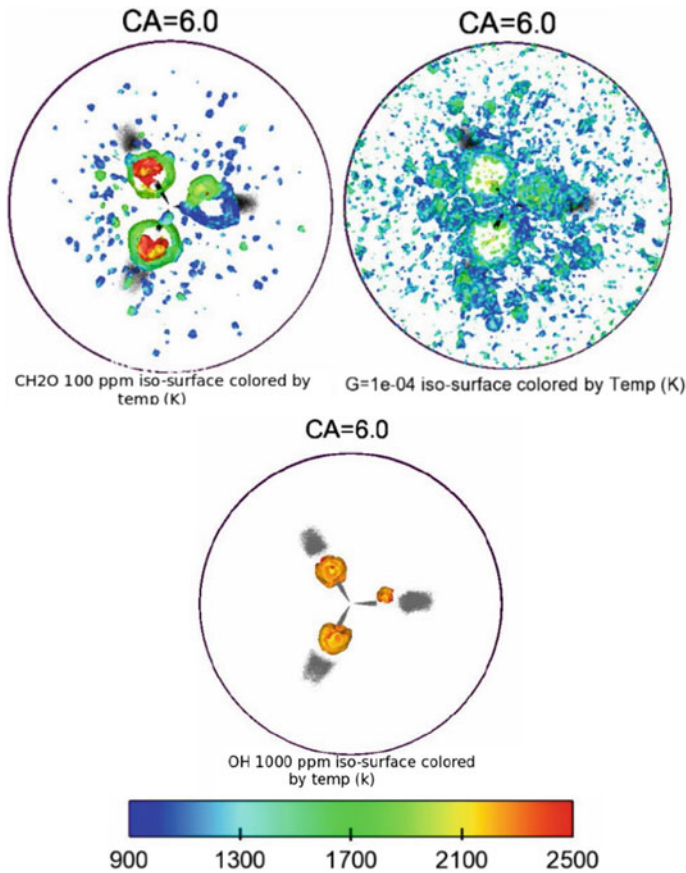 CA=6.0
CA=6.0
CH2O 100 ppm iso-surface colored by
temp (K)
G=1e-04 iso-surface colored by Temp (K)
CA=6.0
OH 1000 ppm iso-surface colored
by temp (k)
900 1300 1700 2100 2500